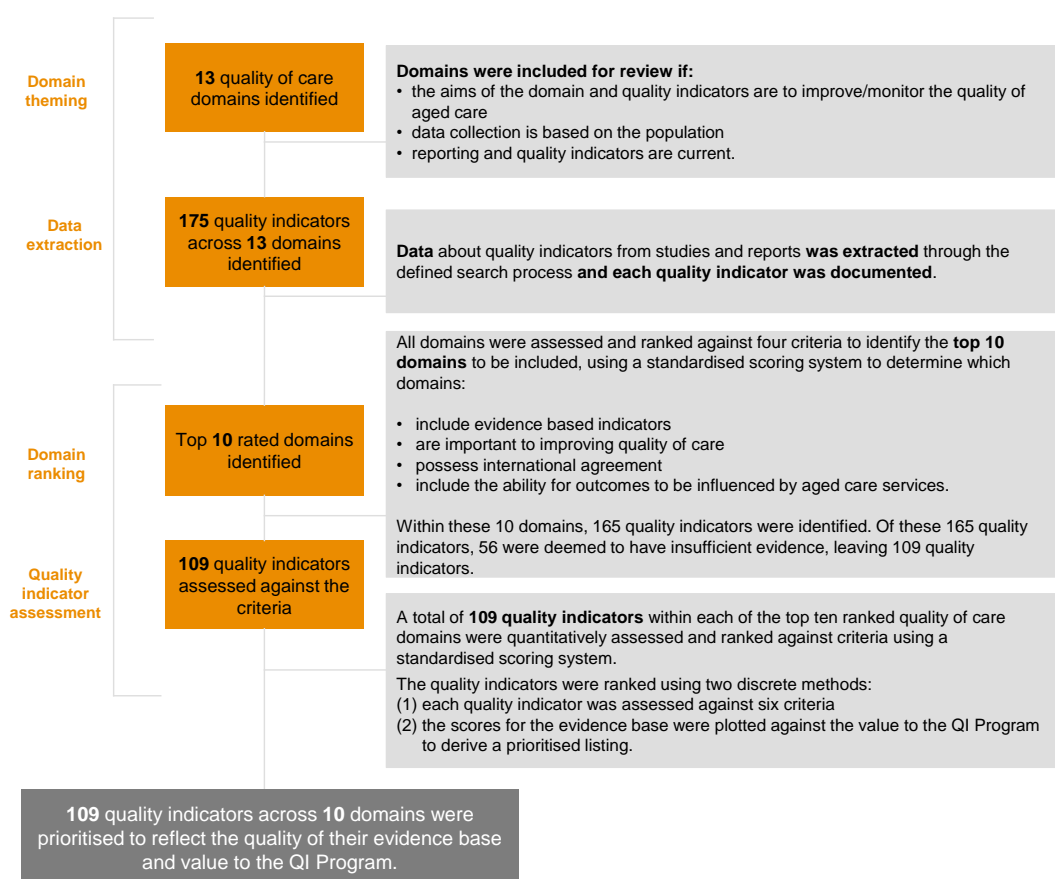 Domain
theming
13 quality of care
domains identified
Domains were included for review if:
• the aims of the domain and quality indicators are to improve/monitor the quality of
aged care
• data collection is based on the population
• reporting and quality indicators are current.
Data
extraction
175 quality indicators
across 13 domains
identified
Data about quality indicators from studies and reports was extracted through the
defined search process and each quality indicator was documented.
Domain
ranking
Top 10 rated domains
identified
All domains were assessed and ranked against four criteria to identify the top 10
domains to be included, using a standardised scoring system to determine which
domains:
• include evidence based indicators
• are important to improving quality of care
• possess international agreement
• include the ability for outcomes to be influenced by aged care services.
Within these 10 domains, 165 quality indicators were identified. Of these 165 quality
indicators, 56 were deemed to have insufficient evidence, leaving 109 quality
indicators.
Quality
indicator
assessment
109 quality indicators
assessed against the
criteria
A total of 109 quality indicators within each of the top ten ranked quality of care
domains were quantitatively assessed and ranked against criteria using a
standardised scoring system.
The quality indicators were ranked using two discrete methods:
(1) each quality indicator was assessed against six criteria
(2) the scores for the evidence base were plotted against the value to the QI Program
to derive a prioritised listing.
109 quality indicators across 10 domains were
prioritised to reflect the quality of their evidence base
and value to the QI Program.